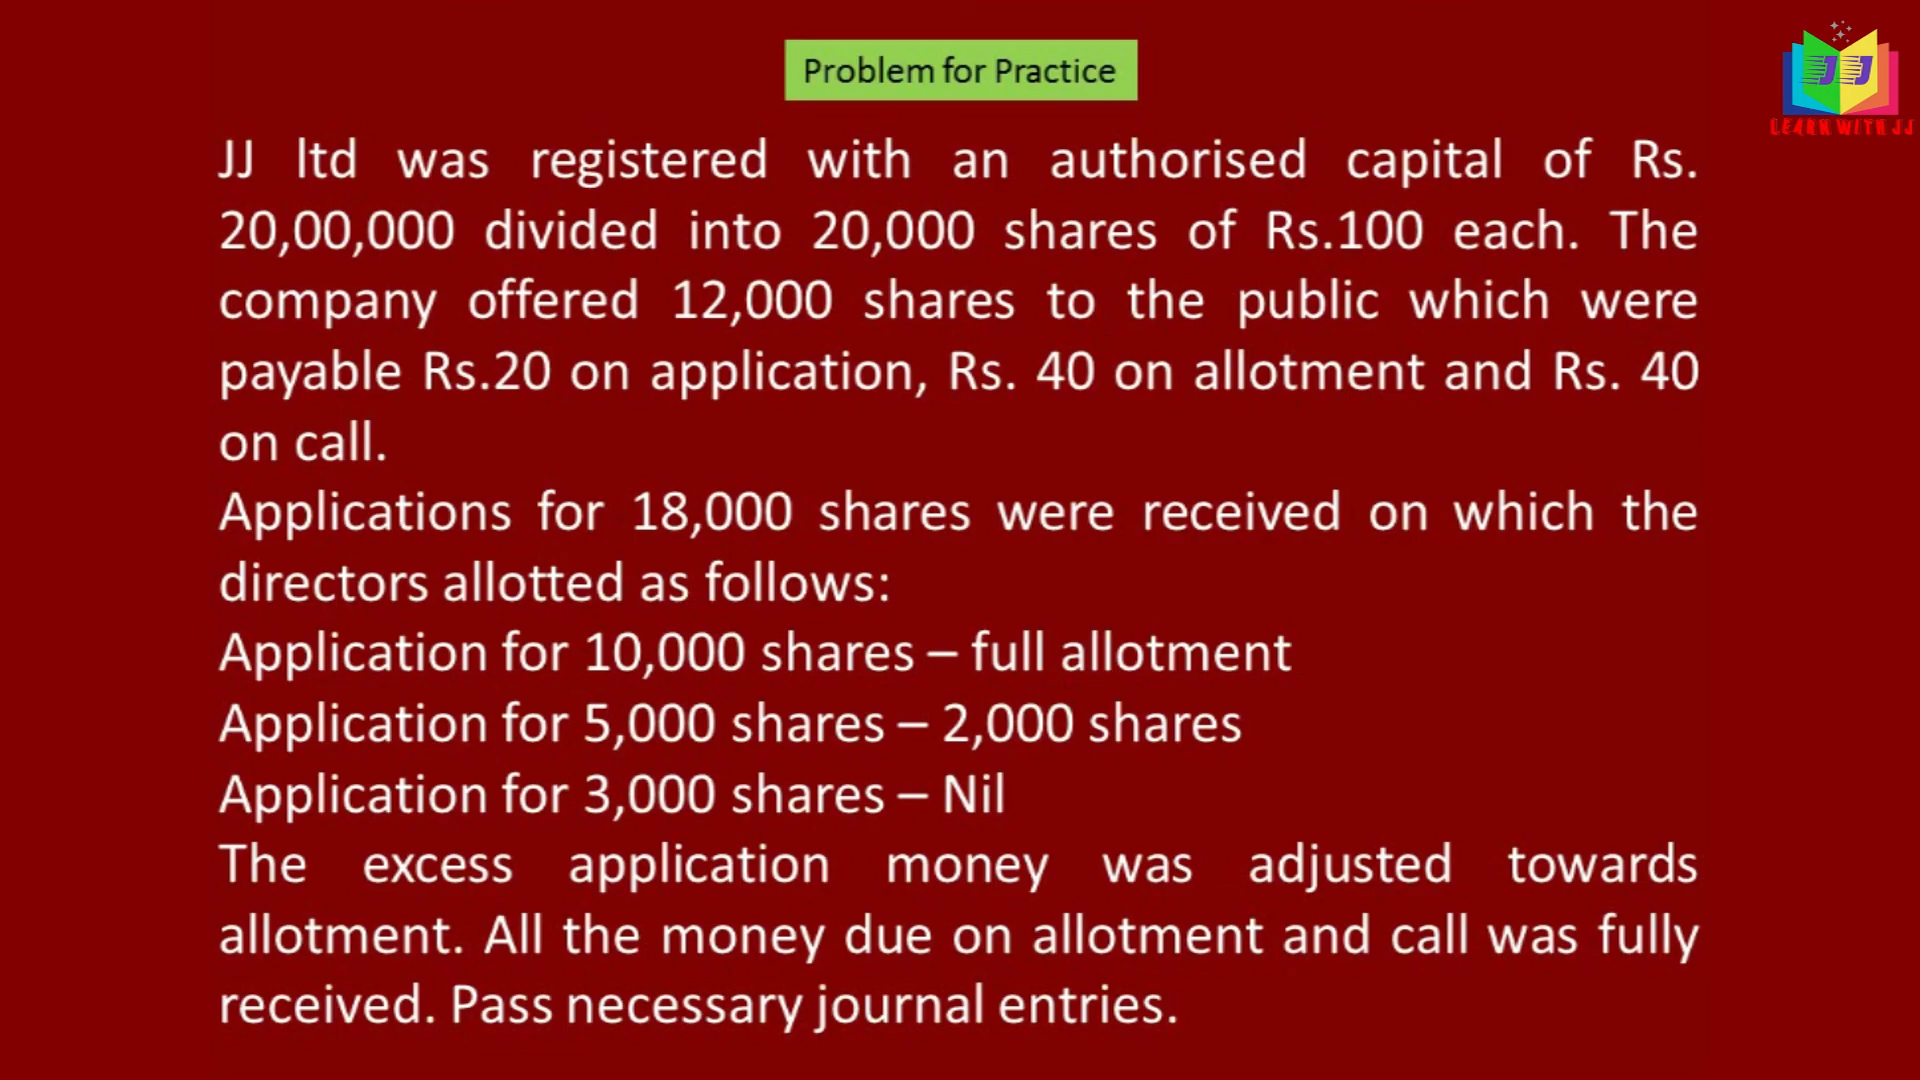 Problem for Practice
JJ
LEARN WITH JJ
JJ ltd was registered with an authorised capital of Rs.
20,00,000 divided into 20,000 shares of Rs.100 each. The
company offered 12,000 shares to the public which were
payable Rs.20 on application, Rs. 40 on allotment and Rs. 40
on call.
Applications for 18,000 shares were received on which the
directors allotted as follows:
Application for 10,000 shares – full allotment
Application for 5,000 shares – 2,000 shares
Application for 3,000 shares – Nil
The excess application money was adjusted towards
allotment. All the money due on allotment and call was fully
received. Pass necessary journal entries.